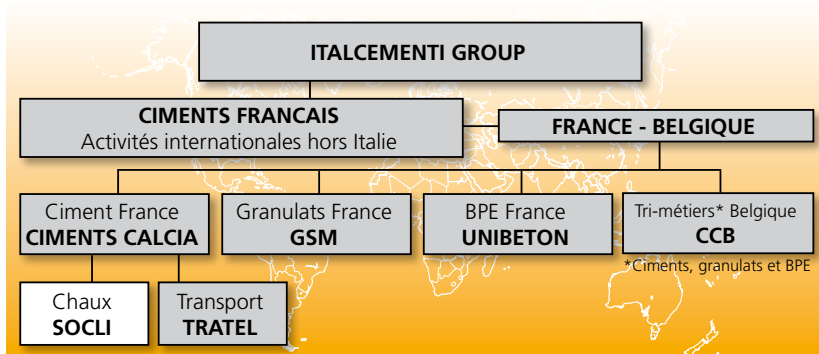 ITALCEMENTI GROUP
CIMENTS FRANCAIS
Activités internationales hors Italie
FRANCE - BELGIQUE
Ciment France
CIMENTS CALCIA
Granulats France
GSM
BPE France
UNIBETON
Tri-métiers* Belgique
CCB
*Ciments, granulats et BPE
Chaux
SOCLI
Transport
TRATEL